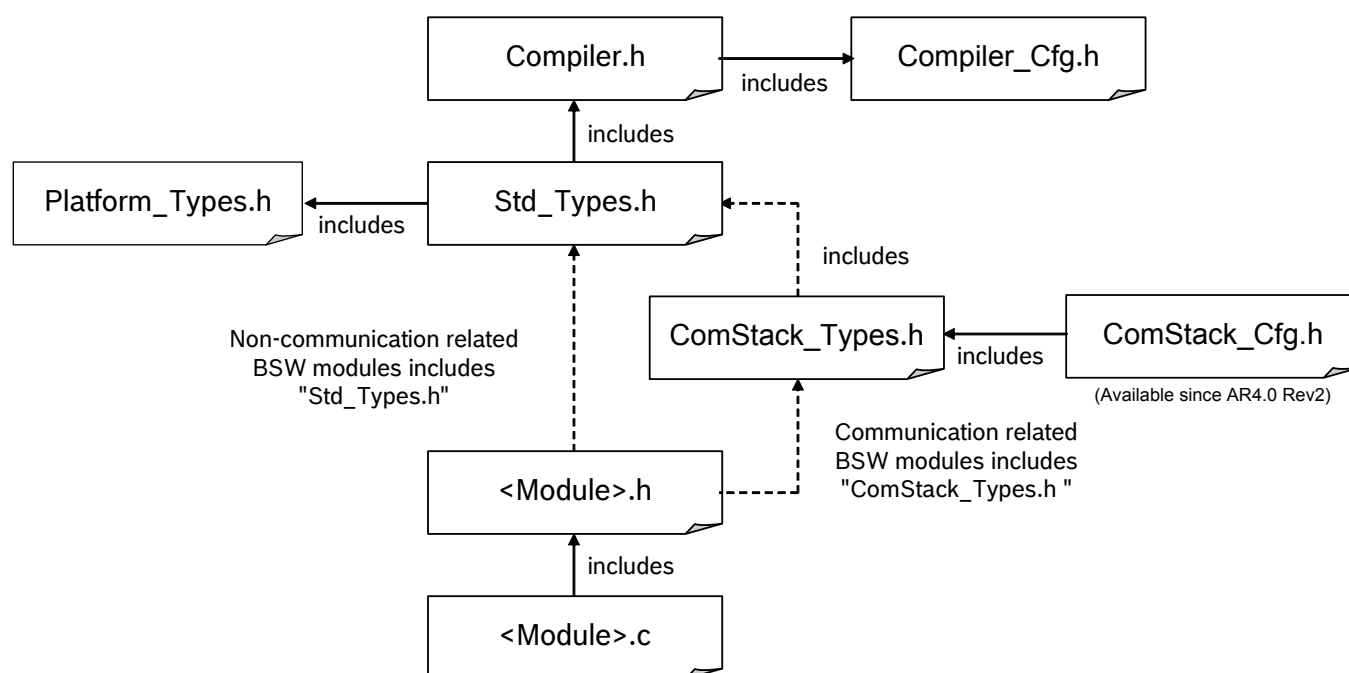 Compiler.h
includes
Compiler_Cfg.h
includes
Platform_Types.h
includes
Std_Types.h
includes
Non-communication related
BSW modules includes
"Std_Types.h"
ComStack_Types.h
includes
ComStack_Cfg.h
(Available since AR4.0 Rev2)
Communication related
BSW modules includes
"ComStack_Types.h "
<Module>.h
includes
<Module>.c